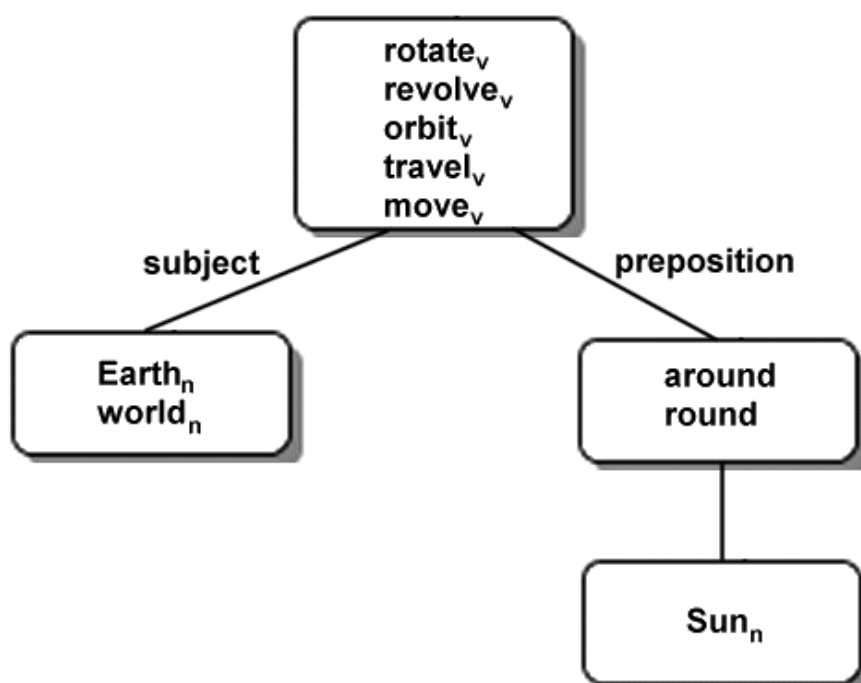 rotateᵥ
revolveᵥ
orbitᵥ
travelᵥ
moveᵥ
subject
preposition
Earthₙ
worldₙ
around
round
Sunₙ